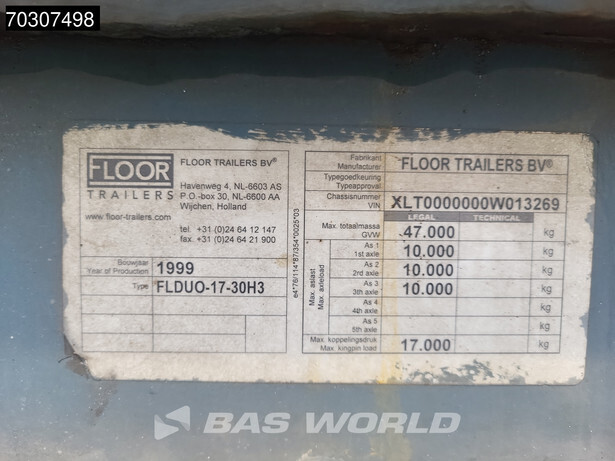 70307498
FLOOR
TRAILERS
FLOOR TRAILERS BV®
Havenweg 4, NL-6603 AS
P.O.-box 30, NL-6600 AA
Wijchen, Holland
www.floor-trailers.com
tel. +31 (0)24 64 12 147
fax. +31 (0)24 64 21 900
Bouwjaar
Year of Production
1999
Type
FLDUO-17-30H3
e4*76/114*87/354*0025*03
Fabrikant
Manufacturer
FLOOR TRAILERS BV®
Typegoedkeuring
Typeapproval
Chassisnummer
VIN
XLT0000000W013269
LEGAL TECHNICAL
Max. totaalmassa
GVW
47.000 kg
Max. aslast
Max. axleload
As 1
1st axle
10.000
As 2
2rd axle
10.000
As 3
3th axle
10.000
kg
As 4
4th axle
kg
As 5
5th axle
kg
Max. koppelingsdruk
Max. kingpin load
17.000 kg
BAS WORLD